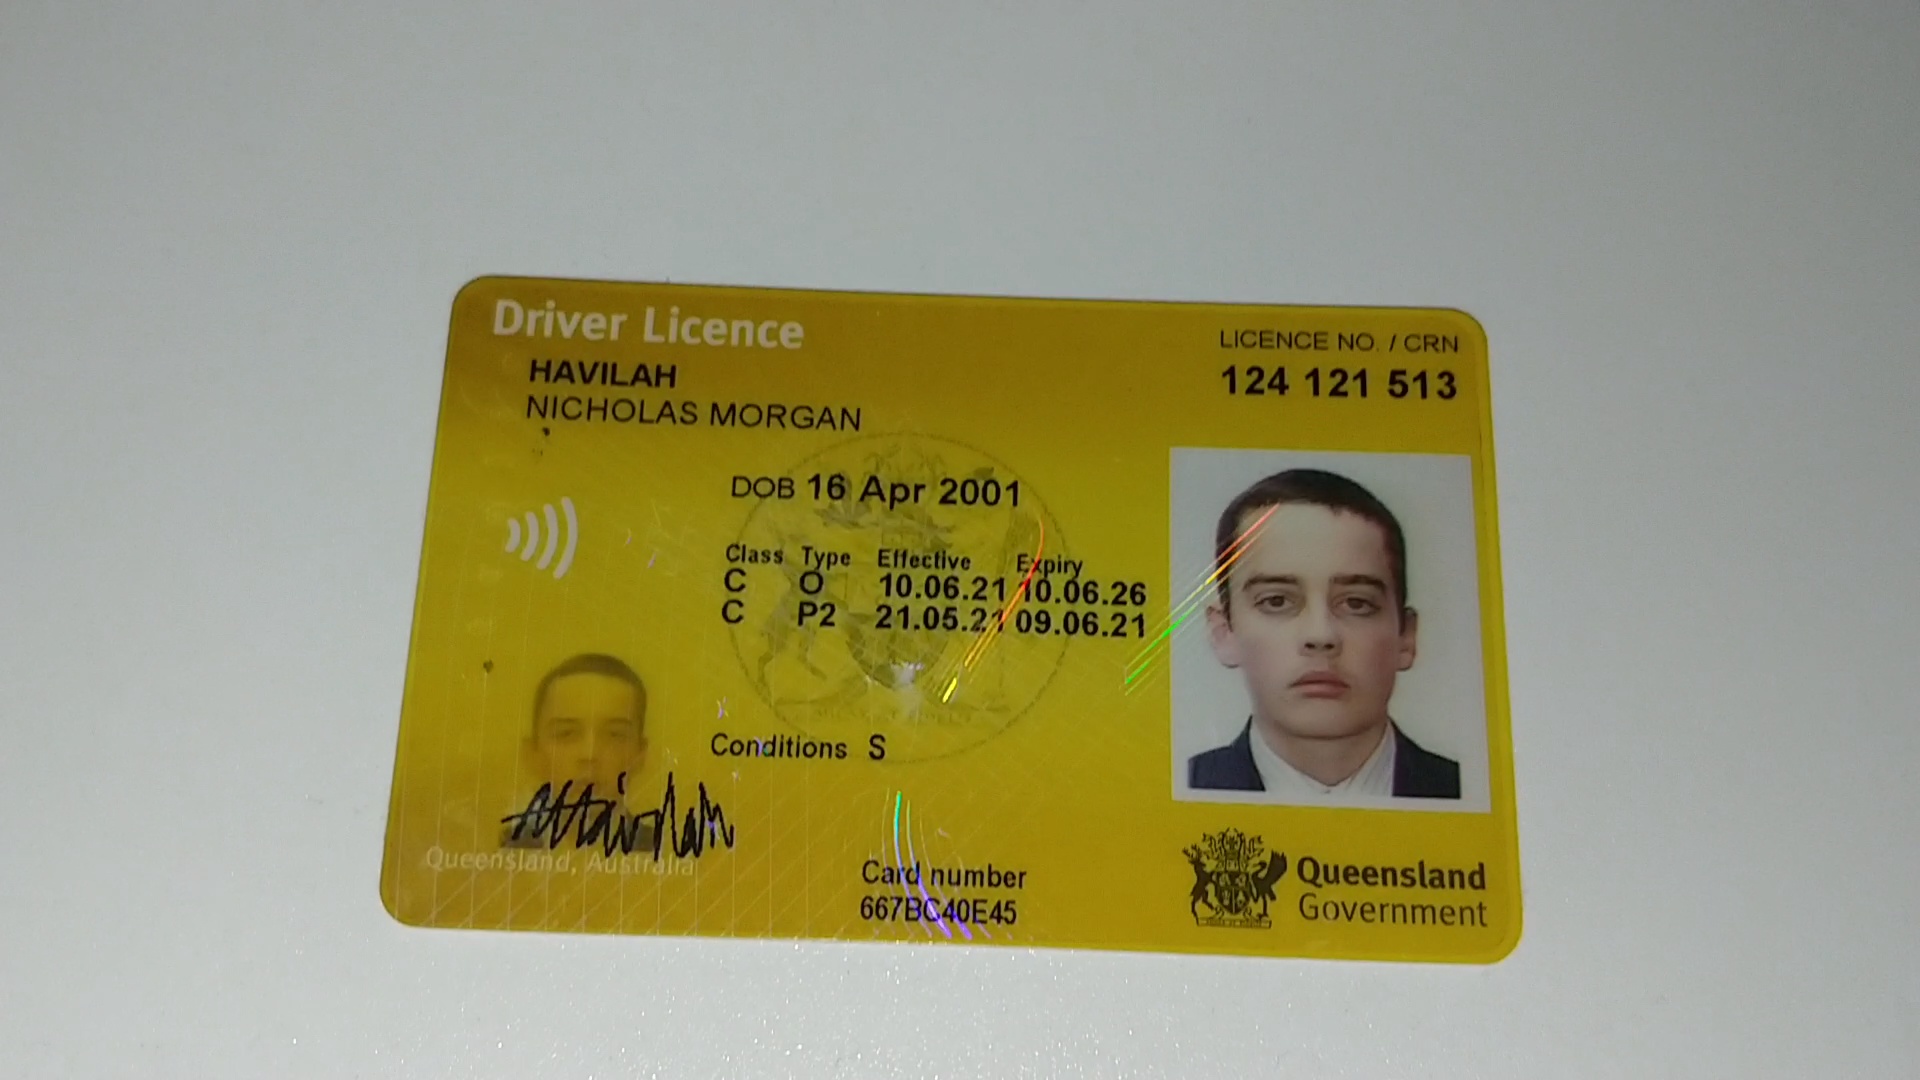 Driver Licence
HAVILAH
NICHOLAS MORGAN
LICENCE NO. / CRN
124 121 513
DOB 16 Apr 2001
Class Type Effective Expiry
C O 10.06.21 10.06.26
C P2 21.05.21 09.06.21
Conditions S
Queensland, Australia
Card number
667BC40E45
Queensland
Government